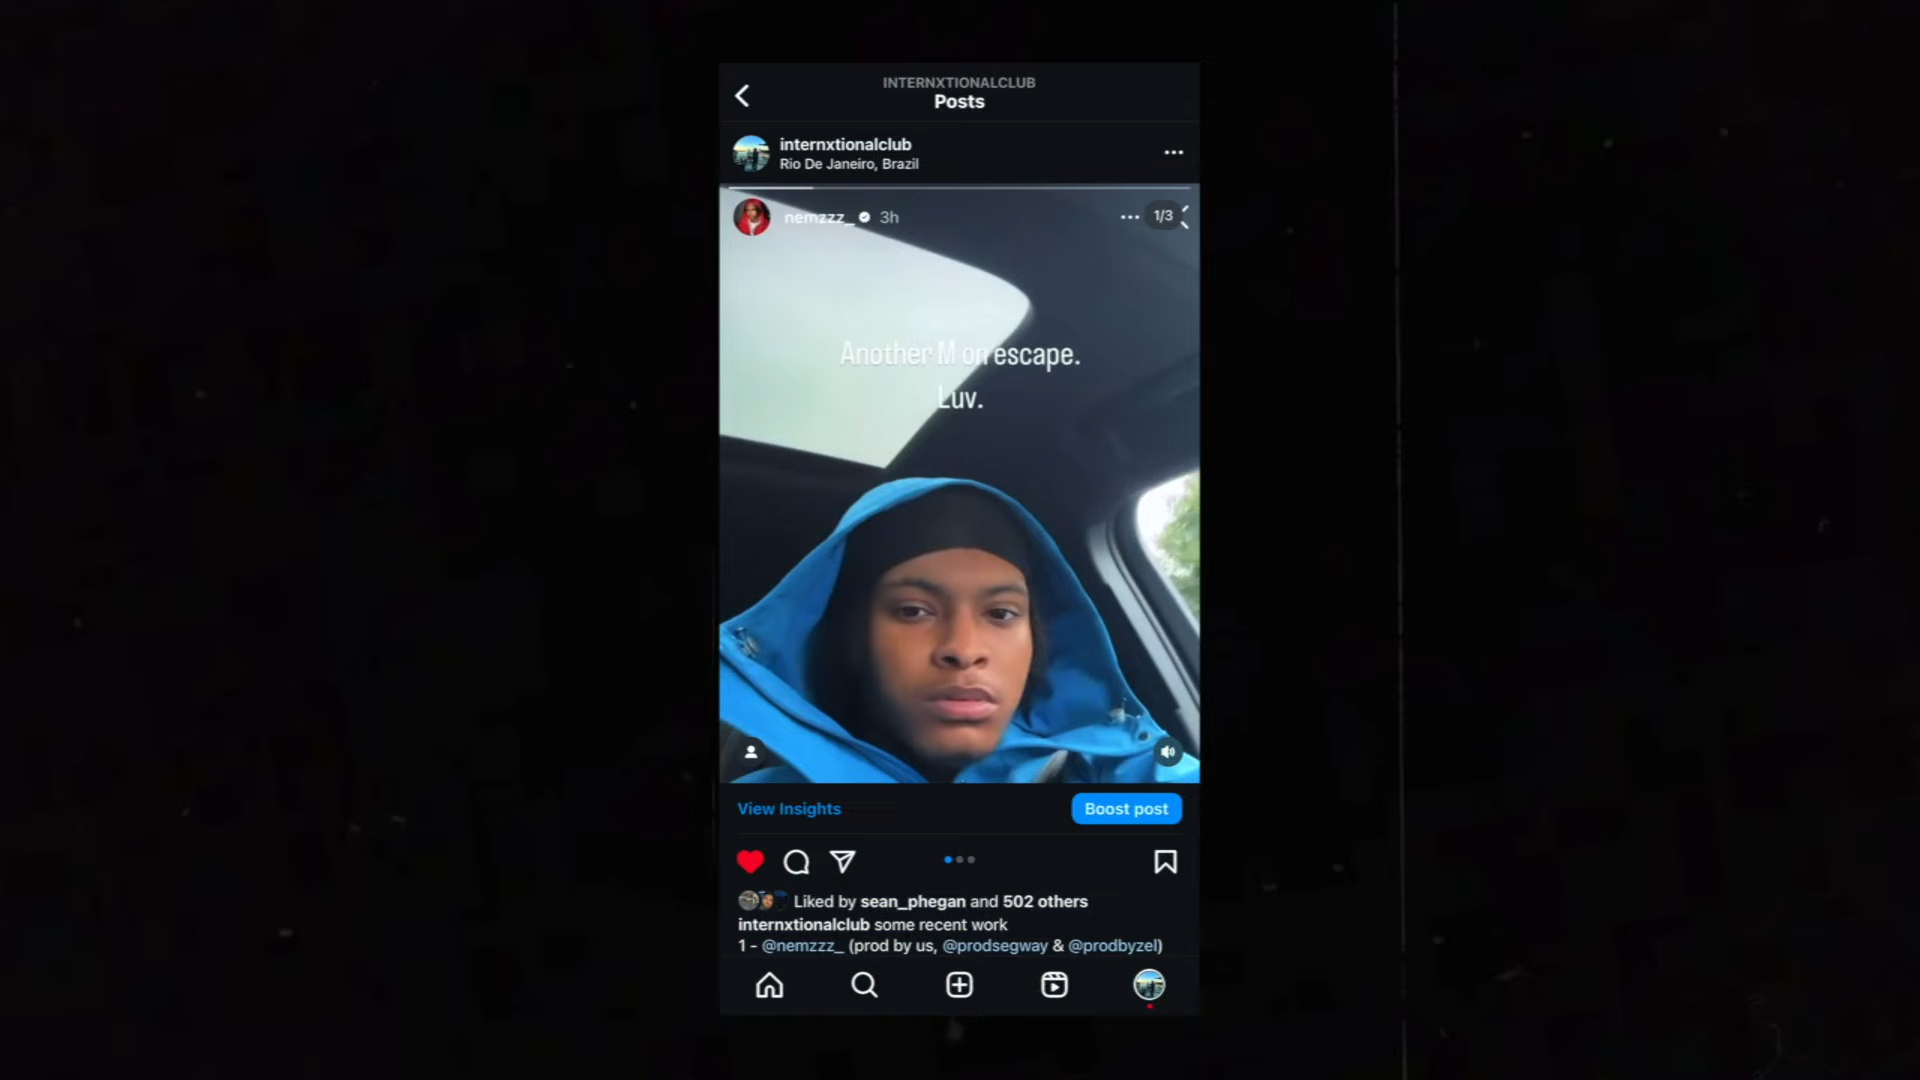 INTERNXTIONALCLUB
Posts
internxtionalclub
Rio De Janeiro, Brazil
nemzzz_ 3h
1/3
Another M on escape.
Luv.
View Insights
Boost post
Liked by sean_phegan and 502 others
internxtionalclub some recent work
1 - @nemzzz_ (prod by us, @prodsegway & @prodbyzel)